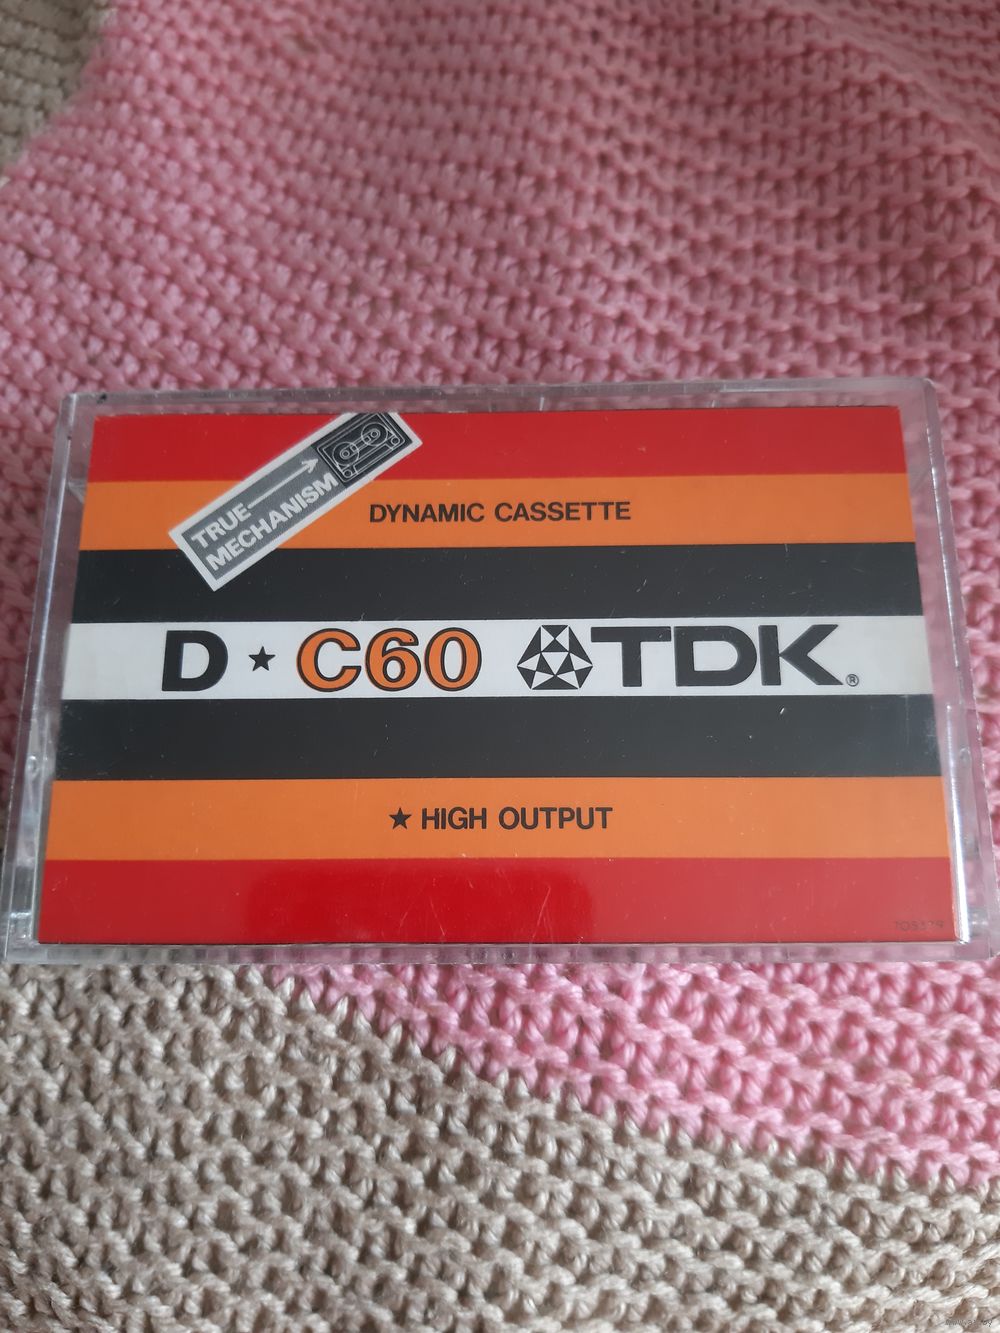 TRUE
MECHANISM
DYNAMIC CASSETTE
D ★ C60 TDK®
★ HIGH OUTPUT